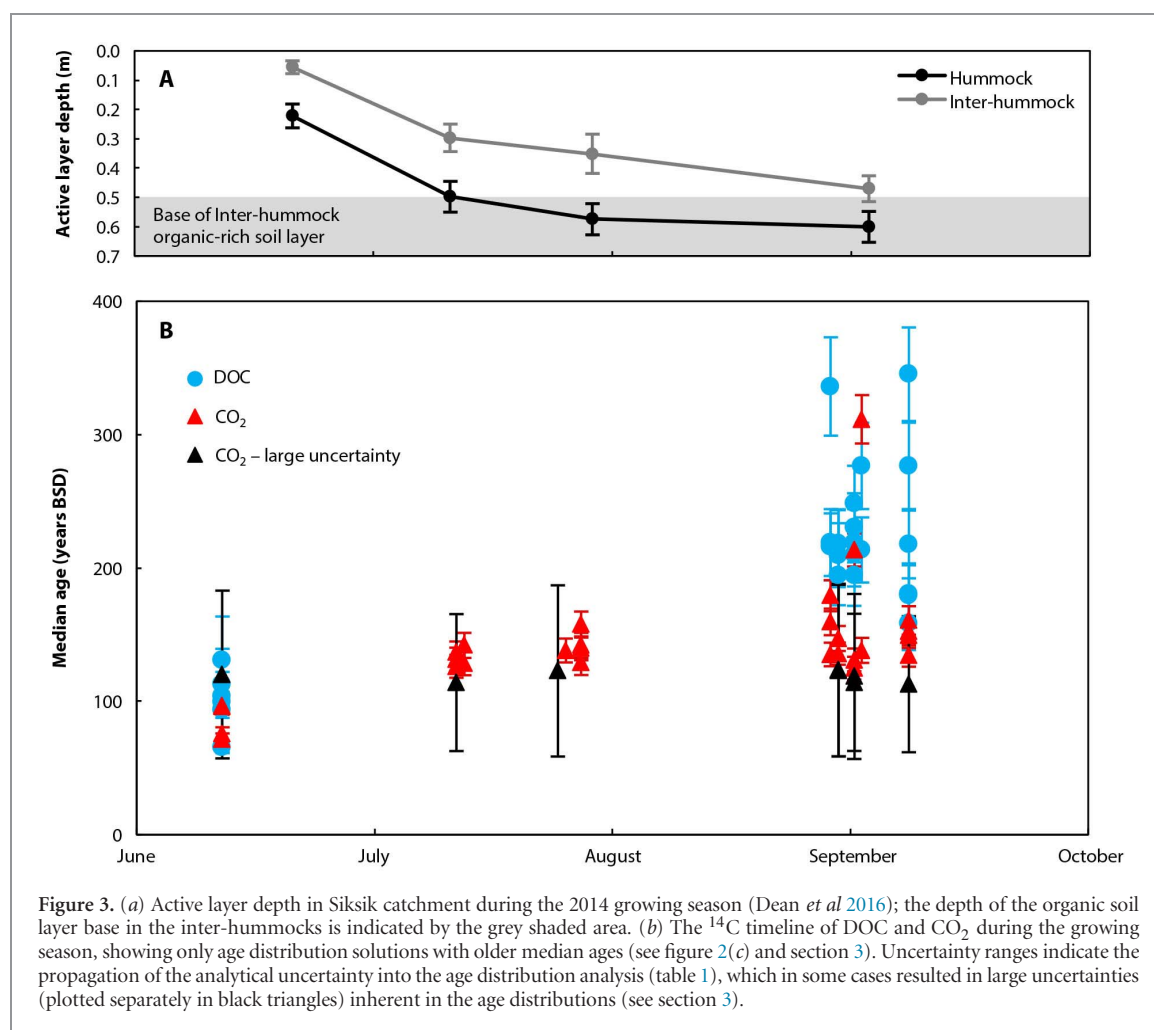 0.0
0.1
0.2
0.3
0.4
0.5
0.6
0.7
Active layer depth (m)
A
Hummock
Inter-hummock
Base of Inter-hummock
organic-rich soil layer
400
300
200
100
0
Median age (years BSD)
B
DOC
CO₂
CO₂ – large uncertainty
June
July
August
September
October
Figure 3. (a) Active layer depth in Siksik catchment during the 2014 growing season (Dean et al 2016); the depth of the organic soil
layer base in the inter-hummocks is indicated by the grey shaded area. (b) The ¹⁴C timeline of DOC and CO₂ during the growing
season, showing only age distribution solutions with older median ages (see figure 2(c) and section 3). Uncertainty ranges indicate the
propagation of the analytical uncertainty into the age distribution analysis (table 1), which in some cases resulted in large uncertainties
(plotted separately in black triangles) inherent in the age distributions (see section 3).